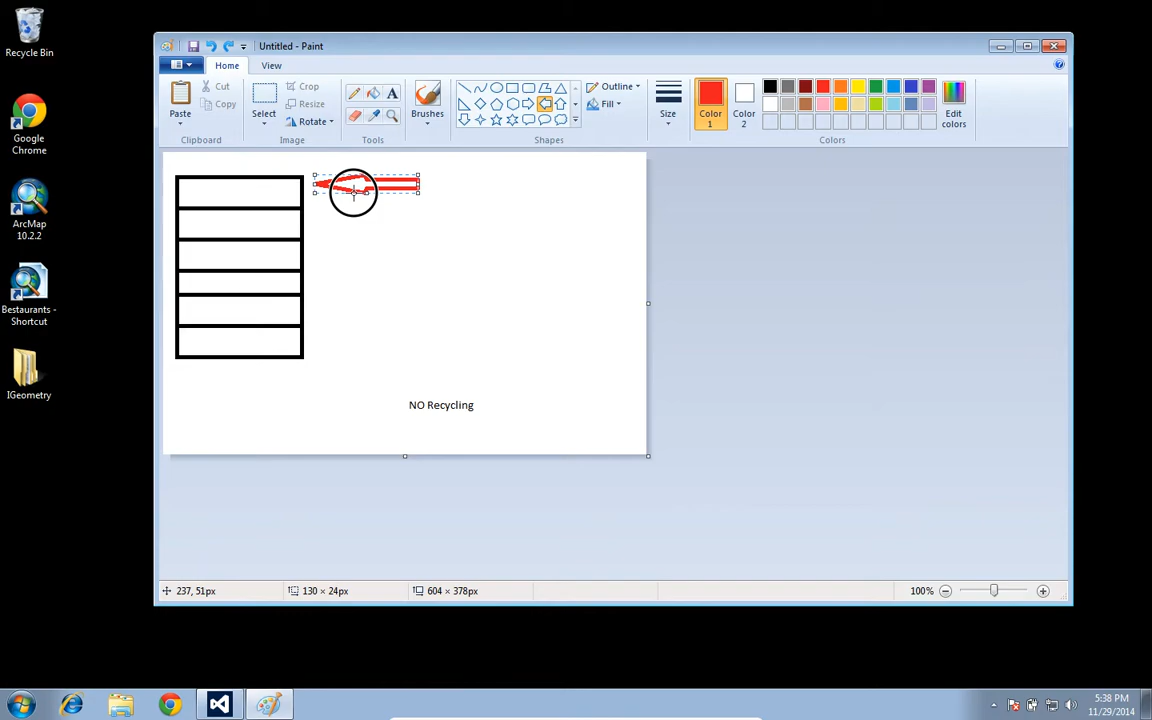 Recycle Bin
Google
Chrome
ArcMap
10.2.2
Bestaurants -
Shortcut
IGeometry
Untitled - Paint
Home
View
Paste
Cut
Copy
Clipboard
Select
Crop
Resize
Rotate
Image
A
Tools
Brushes
Outline
Fill
Shapes
Size
Color
1
Color
2
Edit
colors
Colors
NO Recycling
237, 51px
130 × 24px
604 × 378px
100%
5:38 PM
11/29/2014